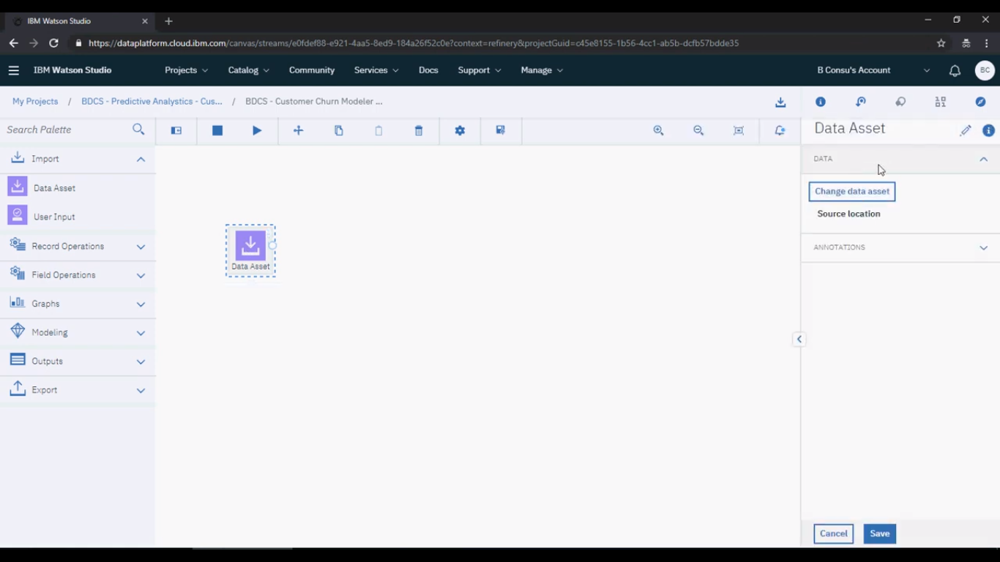 IBM Watson Studio
https://dataplatform.cloud.ibm.com/canvas/streams/e0fdef88-e921-4aa5-8ed9-184a26f52c0e?context=refinery&projectGuid=c45e8155-1b56-4cc1-ab5b-dcfb57bdde35
IBM Watson Studio Projects Catalog Community Services Docs Support Manage B Consu's Account BC
My Projects / BDCS - Predictive Analystics - Cus... / BDCS - Customer Churn Modeler ...
Search Palette
Import
Data Asset
User Input
Record Operations
Field Operations
Graphs
Modeling
Outputs
Export
Data Asset
Data Asset
DATA
Change data asset
Source location
ANNOTATIONS
Cancel Save